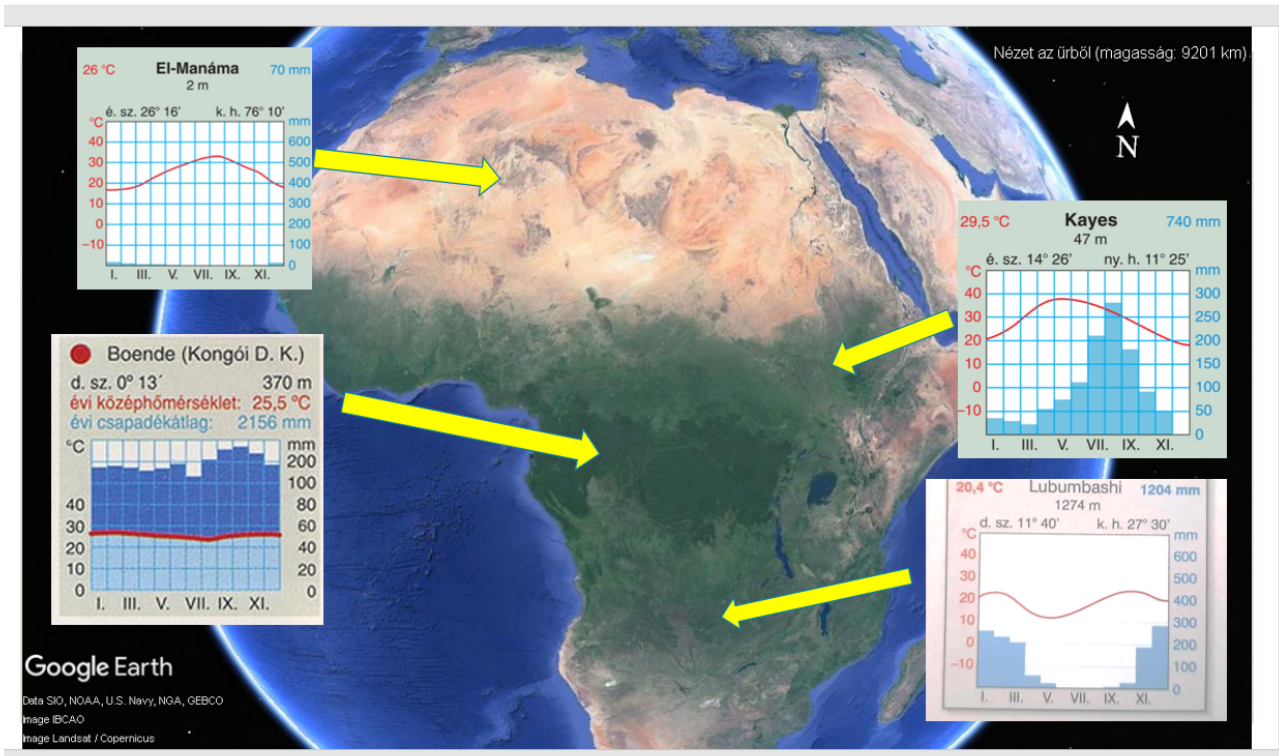 Nézet az űrből (magasság: 9201 km)
N
26 °C El-Manáma 70 mm
2 m
é. sz. 26° 16' k. h. 76° 10'
°C mm
40 600
30 500
20 400
10 300
0 200
−10 100
0
I. III. V. VII. IX. XI.
29,5 °C Kayes 740 mm
47 m
é. sz. 14° 26' ny. h. 11° 25'
°C mm
40 300
30 250
20 200
10 150
0 100
−10 50
0
I. III. V. VII. IX. XI.
Boende (Kongói D. K.)
d. sz. 0° 13´ 370 m
évi középhőmérséklet: 25,5 °C
évi csapadékátlag: 2156 mm
°C mm
200
100
40 80
30 60
20 40
10 20
0 0
I. III. V. VII. IX. XI.
20,4 °C Lubumbashi 1204 mm
1274 m
d. sz. 11° 40' k. h. 27° 30'
°C mm
40 600
30 500
20 400
10 300
0 200
−10 100
0
I. III. V. VII. IX. XI.
Google Earth
Data SIO, NOAA, U.S. Navy, NGA, GEBCO
Image IBCAO
Image Landsat / Copernicus